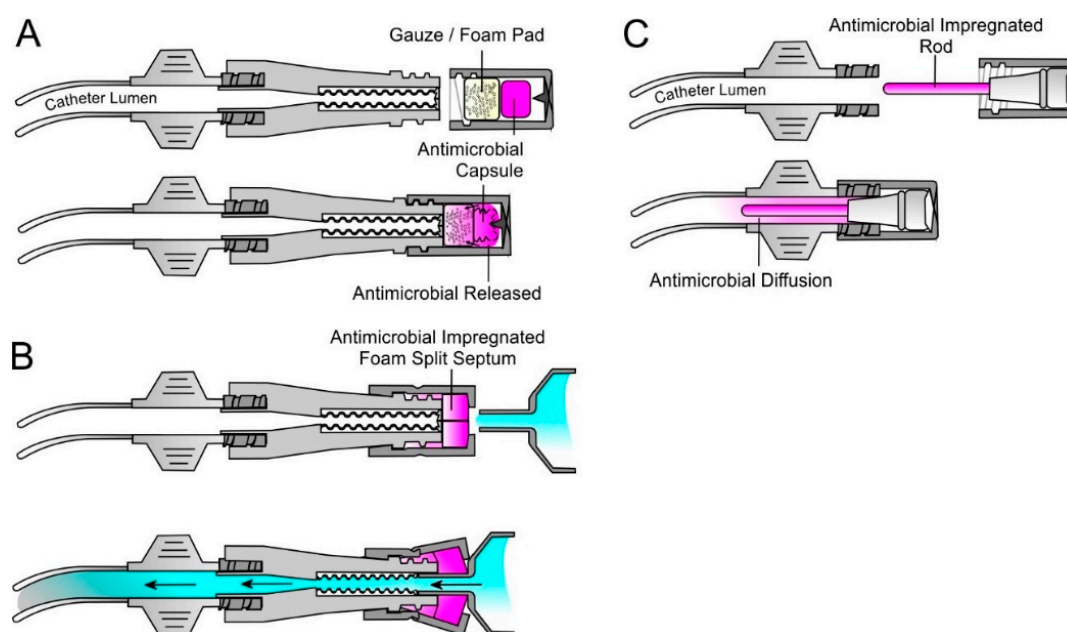 A
Gauze / Foam Pad
Catheter Lumen
Antimicrobial
Capsule
Antimicrobial Released
B
Antimicrobial Impregnated
Foam Split Septum
C
Antimicrobial Impregnated
Rod
Catheter Lumen
Antimicrobial Diffusion